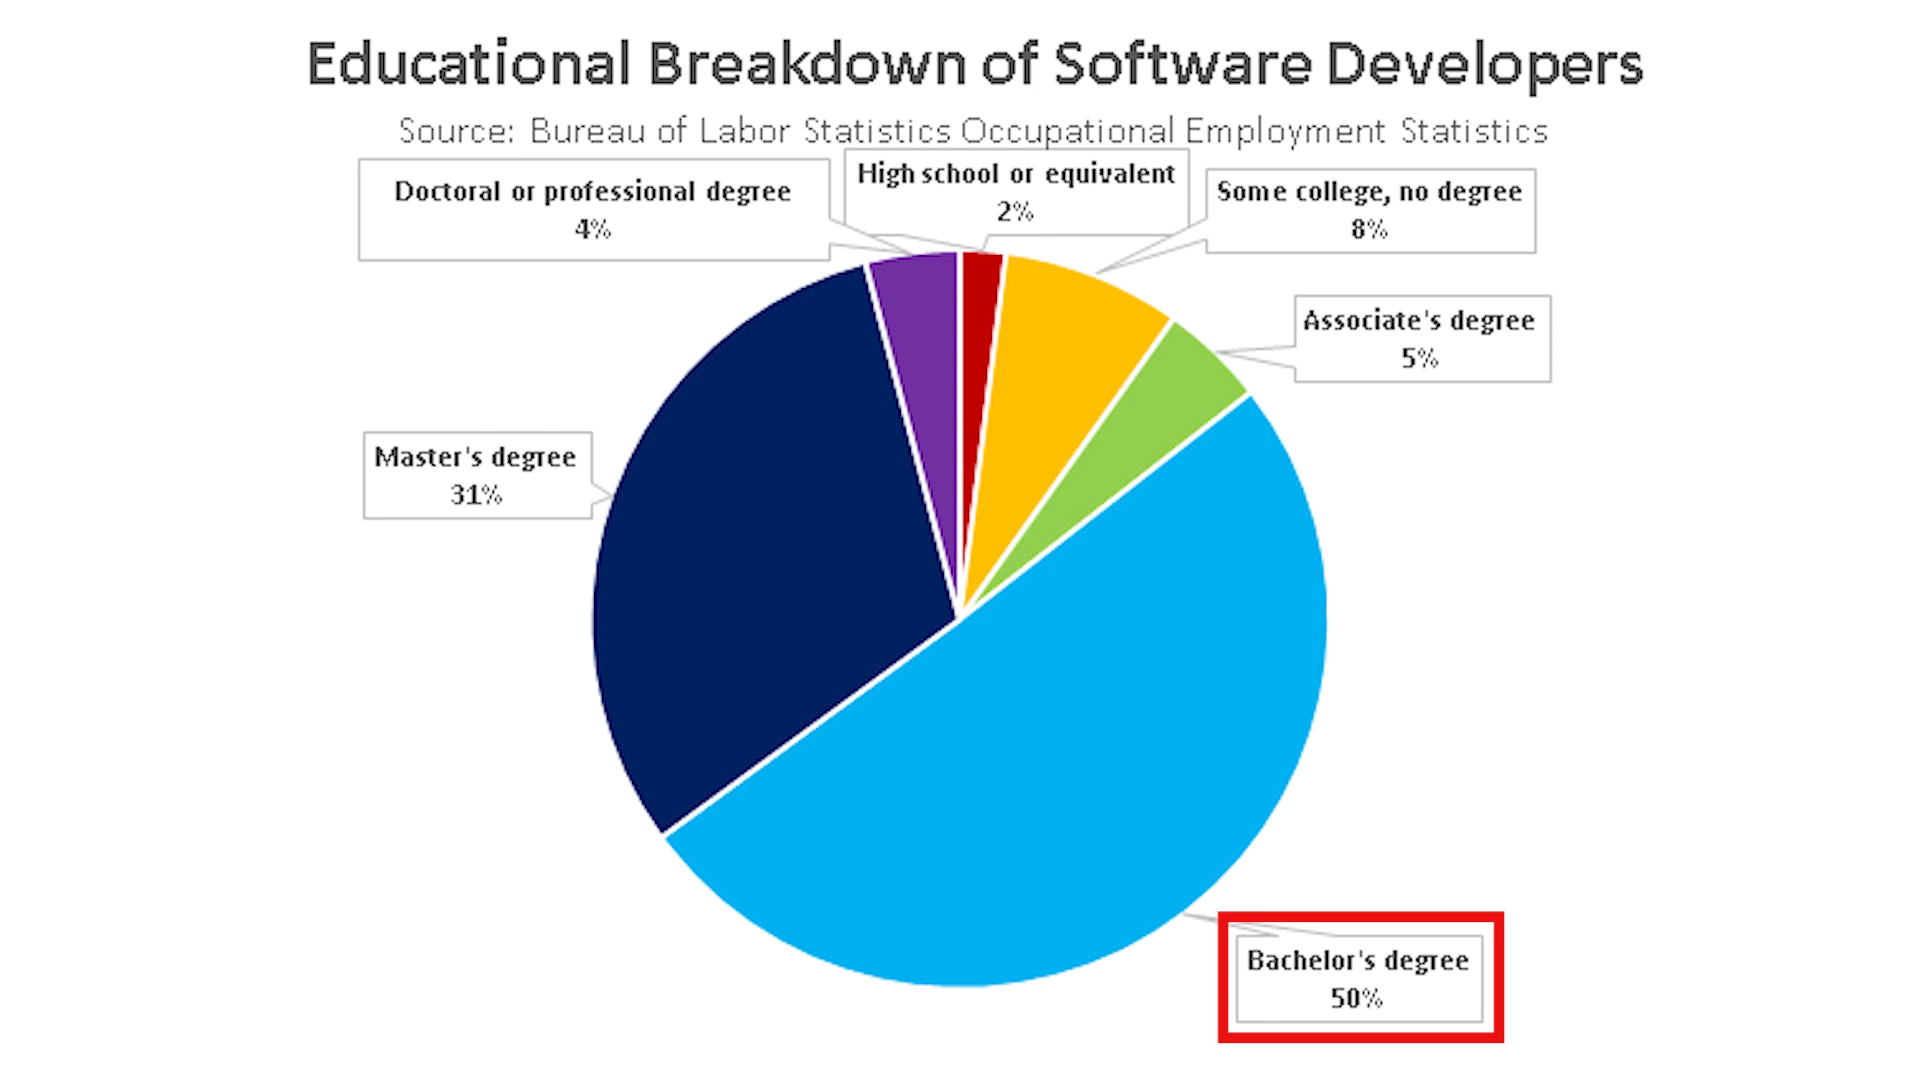 Educational Breakdown of Software Developers
Source: Bureau of Labor Statistics Occupational Employment Statistics
Doctoral or professional degree
4%
High school or equivalent
2%
Some college, no degree
8%
Associate's degree
5%
Master's degree
31%
Bachelor's degree
50%